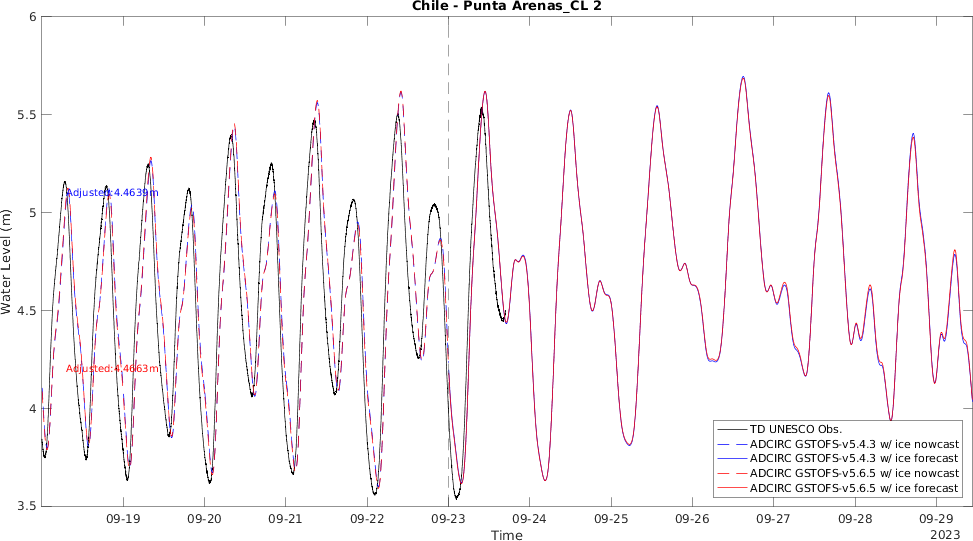 Chile - Punta Arenas_CL 2
6
5.5
5
4.5
4
3.5
Water Level (m)
Adjusted:4.4639m
Adjusted:4.4663m
TD UNESCO Obs.
ADCIRC GSTOFS-v5.4.3 w/ ice nowcast
ADCIRC GSTOFS-v5.4.3 w/ ice forecast
ADCIRC GSTOFS-v5.6.5 w/ ice nowcast
ADCIRC GSTOFS-v5.6.5 w/ ice forecast
09-19 09-20 09-21 09-22 09-23 09-24 09-25 09-26 09-27 09-28 09-29
Time
2023